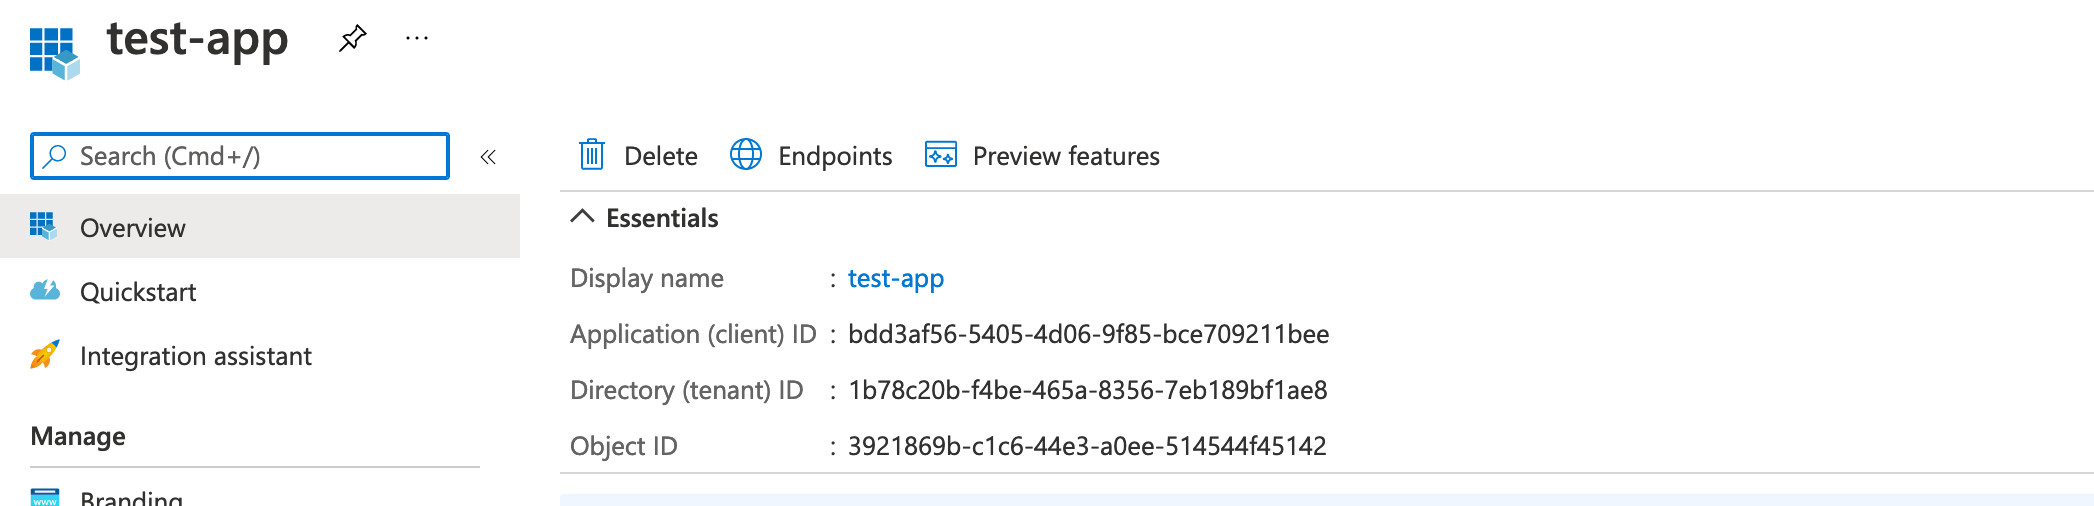 test-app
Search (Cmd+/)
Overview
Quickstart
Integration assistant
Manage
Branding
Delete
Endpoints
Preview features
Essentials
Display name : test-app
Application (client) ID : bdd3af56-5405-4d06-9f85-bce709211bee
Directory (tenant) ID : 1b78c20b-f4be-465a-8356-7eb189bf1ae8
Object ID : 3921869b-c1c6-44e3-a0ee-514544f45142